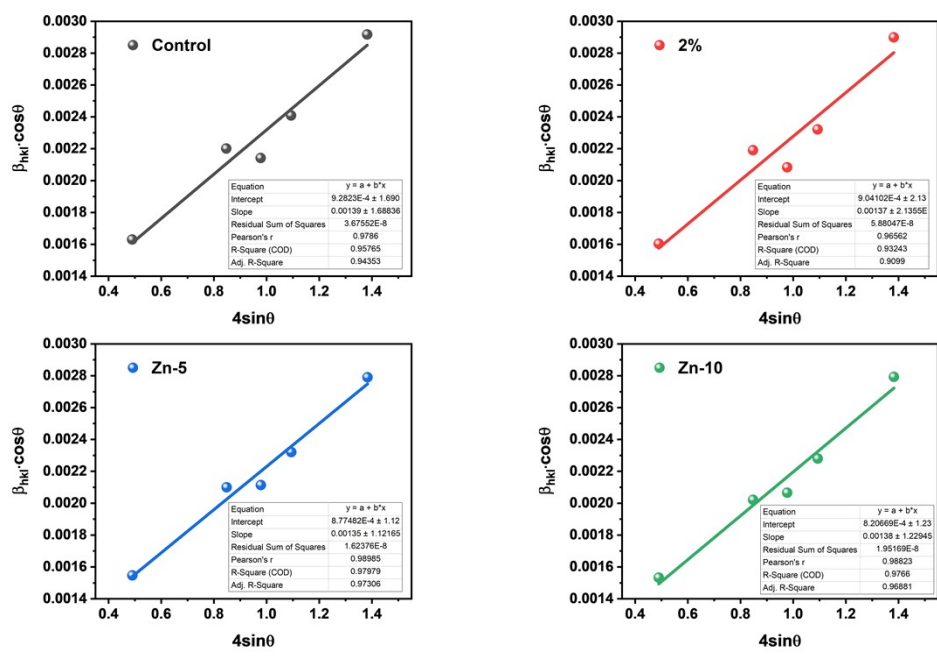 0.0030
0.0028
0.0026
0.0024
0.0022
0.0020
0.0018
0.0016
0.0014
βhkl·cosθ
Control
Equation y = a + b*x
Intercept 9.2823E-4 ± 1.690
Slope 0.00139 ± 1.68836
Residual Sum of Squares 3.67552E-8
Pearson's r 0.9786
R-Square (COD) 0.95765
Adj. R-Square 0.94353
0.4 0.6 0.8 1.0 1.2 1.4
4sinθ
0.0030
0.0028
0.0026
0.0024
0.0022
0.0020
0.0018
0.0016
0.0014
βhkl·cosθ
2%
Equation y = a + b*x
Intercept 9.04102E-4 ± 2.13
Slope 0.00137 ± 2.1355E
Residual Sum of Squares 5.88047E-8
Pearson's r 0.96562
R-Square (COD) 0.93243
Adj. R-Square 0.9099
0.4 0.6 0.8 1.0 1.2 1.4
4sinθ
0.0030
0.0028
0.0026
0.0024
0.0022
0.0020
0.0018
0.0016
0.0014
βhkl·cosθ
Zn-5
Equation y = a + b*x
Intercept 8.77482E-4 ± 1.12
Slope 0.00135 ± 1.12165
Residual Sum of Squares 1.62376E-8
Pearson's r 0.98985
R-Square (COD) 0.97979
Adj. R-Square 0.97306
0.4 0.6 0.8 1.0 1.2 1.4
4sinθ
0.0030
0.0028
0.0026
0.0024
0.0022
0.0020
0.0018
0.0016
0.0014
βhkl·cosθ
Zn-10
Equation y = a + b*x
Intercept 8.20669E-4 ± 1.23
Slope 0.00138 ± 1.22945
Residual Sum of Squares 1.95169E-8
Pearson's r 0.98823
R-Square (COD) 0.9766
Adj. R-Square 0.96881
0.4 0.6 0.8 1.0 1.2 1.4
4sinθ